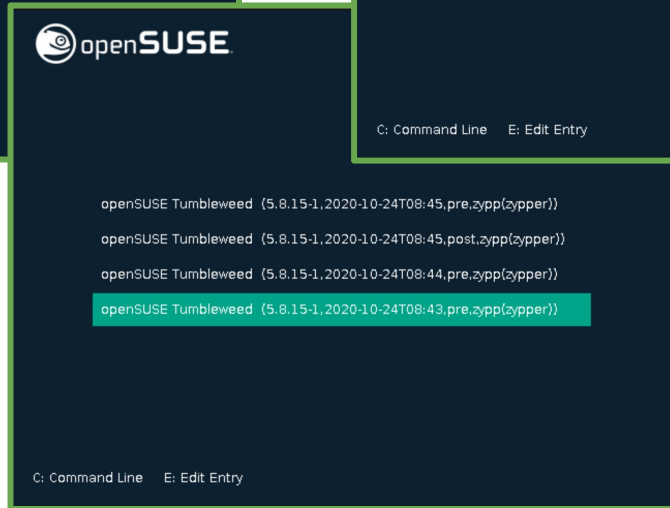 openSUSE.
C: Command Line E: Edit Entry
openSUSE Tumbleweed (5.8.15-1,2020-10-24T08:45,pre,zypp(zypper))
openSUSE Tumbleweed (5.8.15-1,2020-10-24T08:45,post,zypp(zypper))
openSUSE Tumbleweed (5.8.15-1,2020-10-24T08:44,pre,zypp(zypper))
openSUSE Tumbleweed (5.8.15-1,2020-10-24T08:43,pre,zypp(zypper))
C: Command Line E: Edit Entry